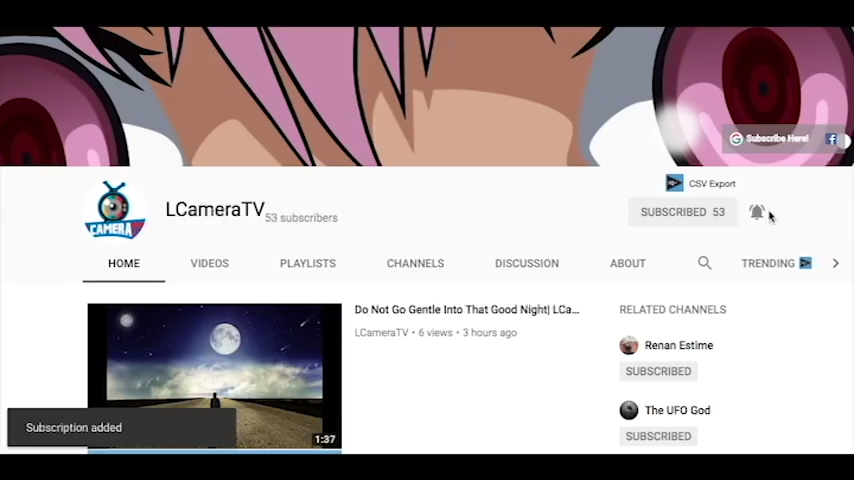 Subscribe Here!
CSV Export
CAMERA
LCameraTV 53 subscribers
SUBSCRIBED 53
HOME VIDEOS PLAYLISTS CHANNELS DISCUSSION ABOUT TRENDING
Do Not Go Gentle Into That Good Night| LCa...
LCameraTV • 6 views • 3 hours ago
1:37
RELATED CHANNELS
Renan Estime
SUBSCRIBED
The UFO God
SUBSCRIBED
Subscription added